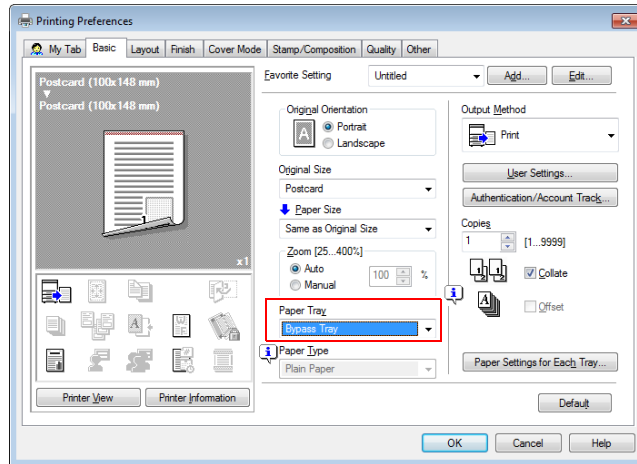 Printing Preferences
My Tab Basic Layout Finish Cover Mode Stamp/Composition Quality Other
Postcard (100x148 mm)
Postcard (100x148 mm)
1
x1
Printer View Printer Information
Favorite Setting Untitled Add... Edit...
Original Orientation
A Portrait
Landscape
Original Size
Postcard
Paper Size
Same as Original Size
Zoom [25...400%]
Auto
Manual
100 %
Paper Tray
Bypass Tray
Paper Type
Plain Paper
Output Method
Print
User Settings...
Authentication/Account Track...
Copies
1 [1...9999]
Collate
Offset
Paper Settings for Each Tray...
Default
OK Cancel Help